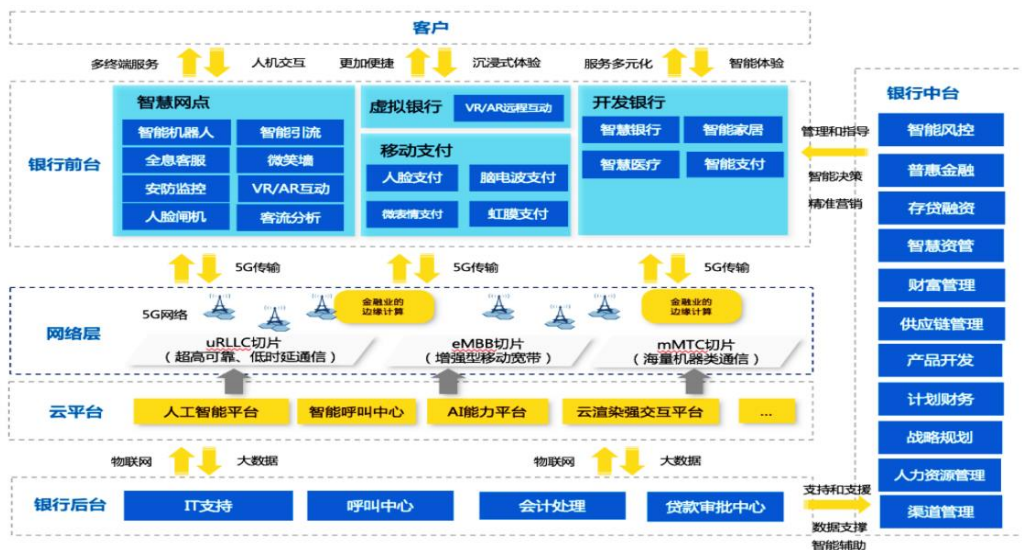 客户
多终端服务 人机交互 更加便捷 沉浸式体验 服务多元化 智能体验
银行前台
智慧网点
智能机器人 智能引流
全息客服 微笑墙
安防监控 VR/AR互动
人脸闸机 客流分析
虚拟银行 VR/AR远程互动
移动支付
人脸支付 脑电波支付
微表情支付 虹膜支付
开发银行
智慧银行 智能家居
智慧医疗 智能支付
管理和指导
智能决策
精准营销
5G传输 5G传输 5G传输
网络层
5G网络
金融业的
边缘计算
金融业的
边缘计算
uRLLC切片
(超高可靠、低时延通信)
eMBB切片
(增强型移动宽带)
mMTC切片
(海量机器类通信)
云平台
人工智能平台 智能呼叫中心 AI能力平台 云渲染强交互平台 ...
物联网 大数据 物联网 大数据
银行后台
IT支持 呼叫中心 会计处理 贷款审批中心
支持和支援
数据支撑
智能辅助
银行中台
智能风控
普惠金融
存贷融资
智慧资管
财富管理
供应链管理
产品开发
计划财务
战略规划
人力资源管理
渠道管理